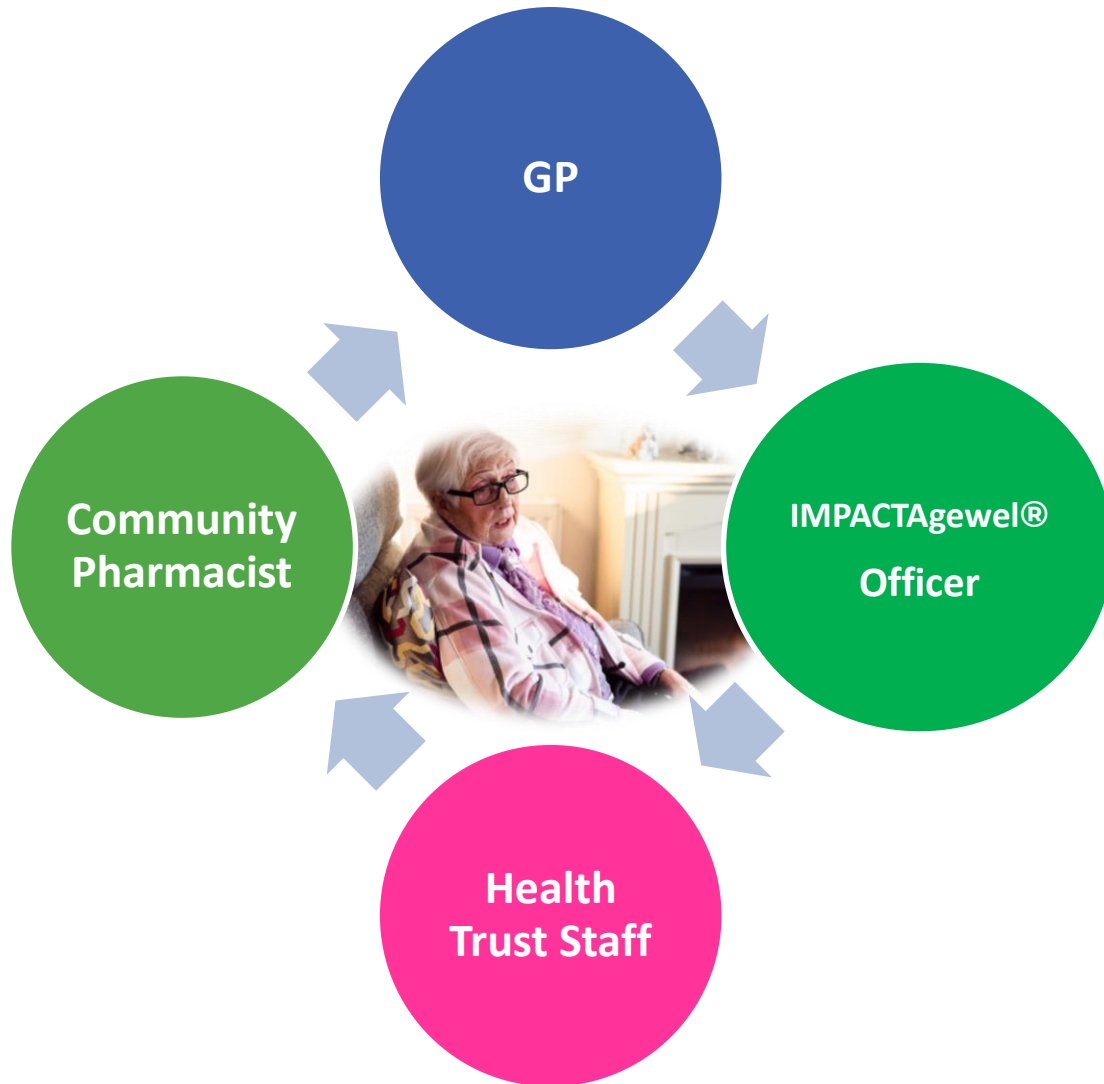 GP
Community
Pharmacist
IMPACTAgewel®
Officer
Health
Trust Staff